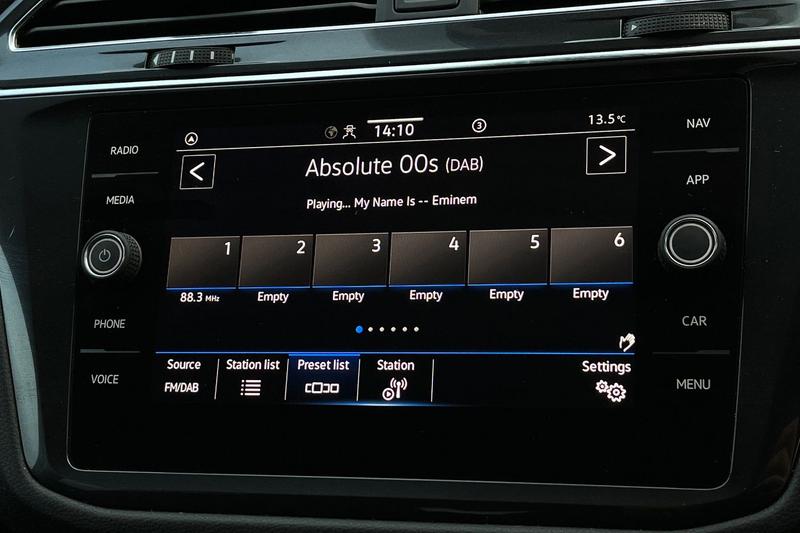 RADIO
MEDIA
PHONE
VOICE
14:10
3
13.5°C
<
Absolute 00s (DAB)
>
Playing... My Name Is -- Eminem
1 2 3 4 5 6
88.3 MHz Empty Empty Empty Empty Empty
Source Station list Preset list Station Settings
FM/DAB
NAV
APP
CAR
MENU